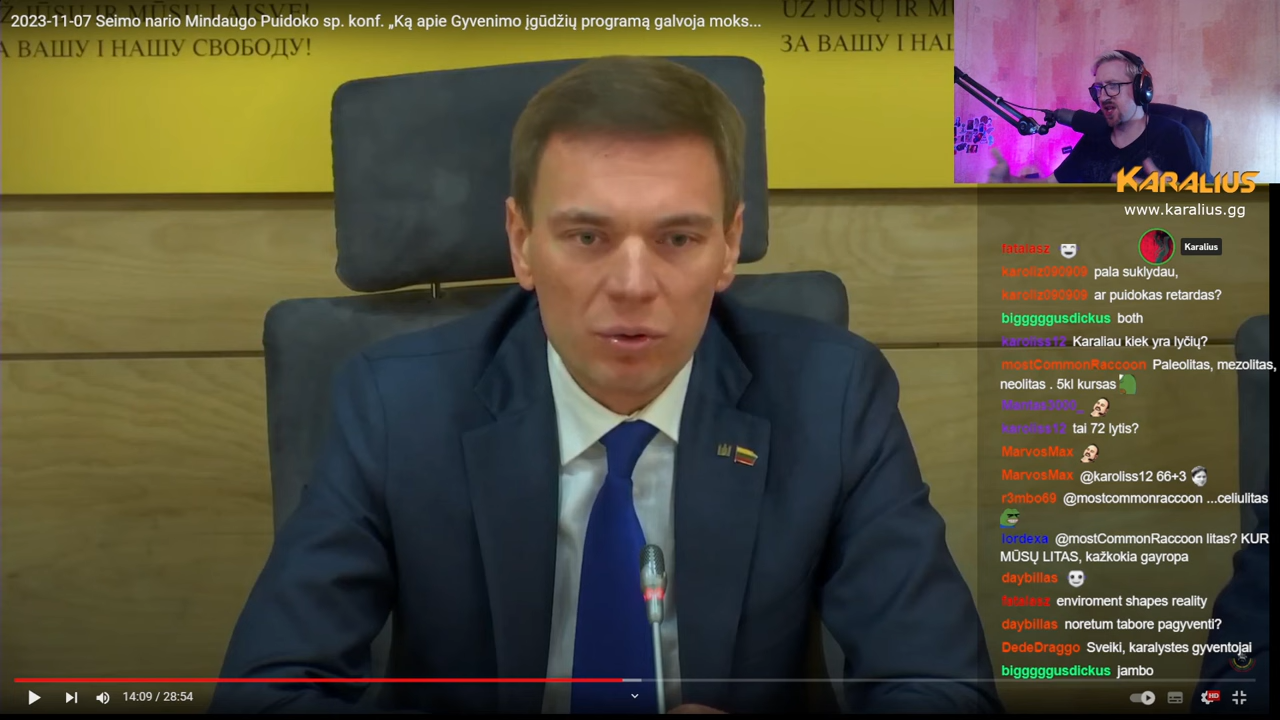 2023-11-07 Seimo nario Mindaugo Puidoko sp. konf. „Ką apie Gyvenimo įgūdžių programą galvoja moks...
ЗА ВАШУ І НАШУ СВОБОДУ!
UŽ JŪSŲ IR M
ЗА ВАШУ І НАШ
KARALIUS
www.karalius.gg
Karalius
fataiasz
karoliz090909 pala suklydau,
karoliz090909 ar puidokas retardas?
bigggggusdickus both
karoliss12 Karaliau kiek yra lyčių?
mostCommonRaccoon Paleolitas, mezolitas,
neolitas . 5kl kursas
Mantas3000_
karoliss12 tai 72 lytis?
MarvosMax
MarvosMax @karoliss12 66+3
r3mbo69 @mostcommonraccoon ...celiulitas
lordexa @mostCommonRaccoon litas? KUR
MŪSŲ LITAS, kažkokia gayropa
daybillas
fataiasz enviroment shapes reality
daybillas noretum tabore pagyventi?
DedeDraggo Sveiki, karalystes gyventojai
bigggggusdickus jambo
14:09 / 28:54
HD